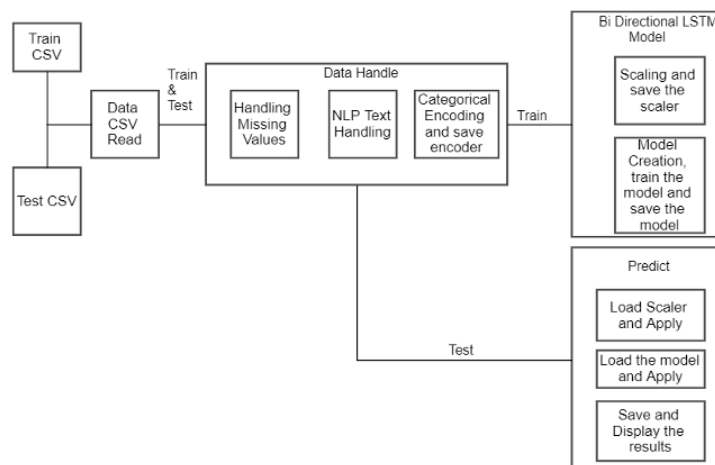 Train
CSV
Test CSV
Data
CSV
Read
Train
&
Test
Data Handle
Handling
Missing
Values
NLP Text
Handling
Categorical
Encoding
and save
encoder
Train
Bi Directional LSTM
Model
Scaling and
save the
scaler
Model
Creation,
train the
model and
save the
model
Test
Predict
Load Scaler
and Apply
Load the model
and Apply
Save and
Display the
results